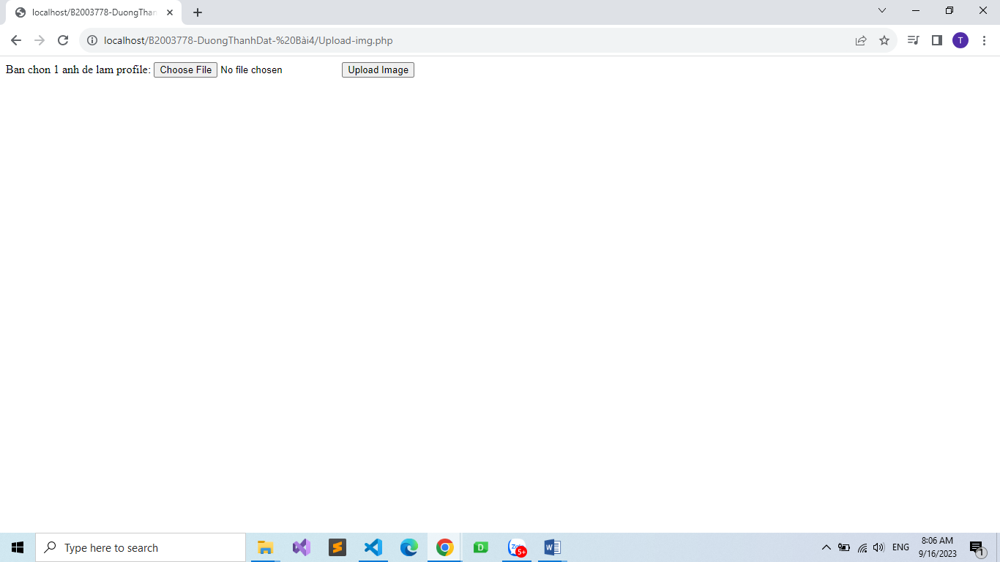 localhost/B2003778-DuongThan
localhost/B2003778-DuongThanhDat-%20Bài4/Upload-img.php
T
Ban chon 1 anh de lam profile: Choose File No file chosen Upload Image
Type here to search
D
5+
W
ENG
8:06 AM
9/16/2023
1